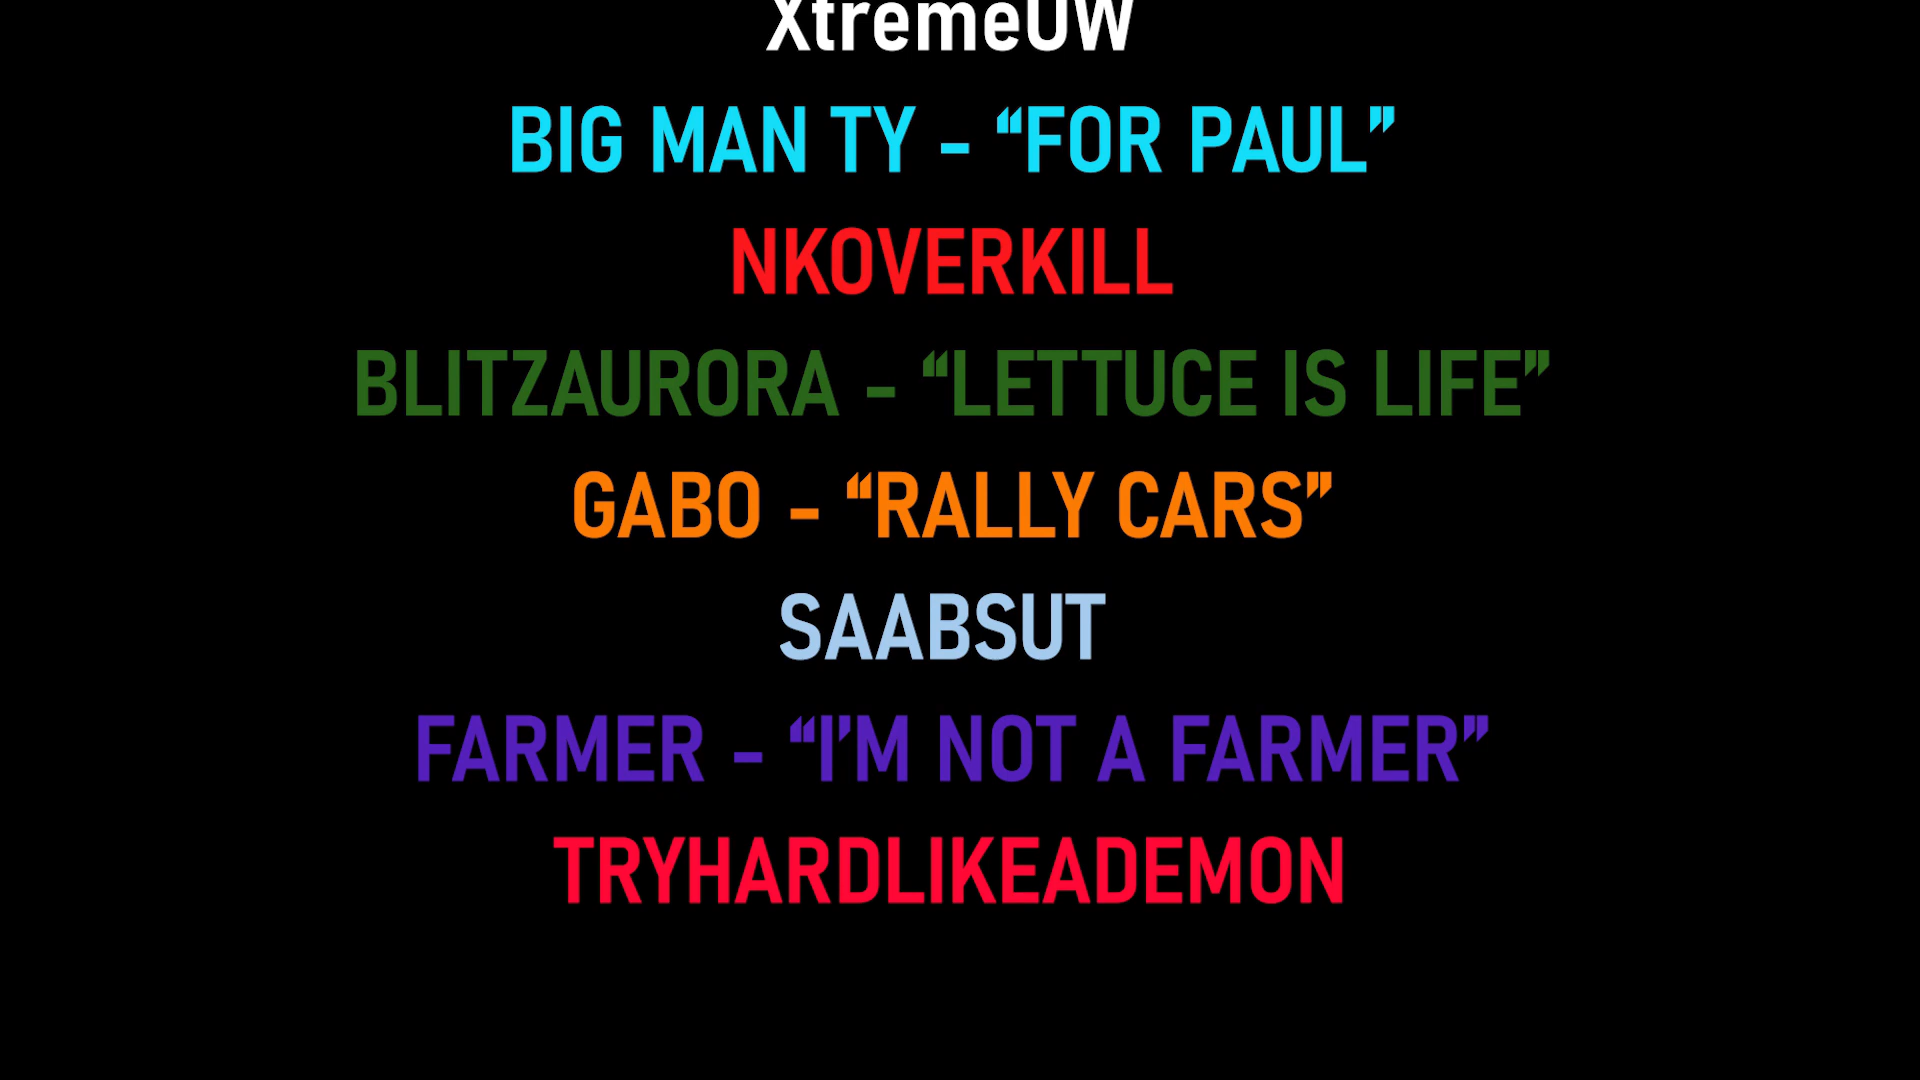 XtremeUW
BIG MAN TY - “FOR PAUL”
NKOVERKILL
BLITZAURORA - “LETTUCE IS LIFE”
GABO - “RALLY CARS”
SAABSUT
FARMER - “I’M NOT A FARMER”
TRYHARDLIKEADEMON